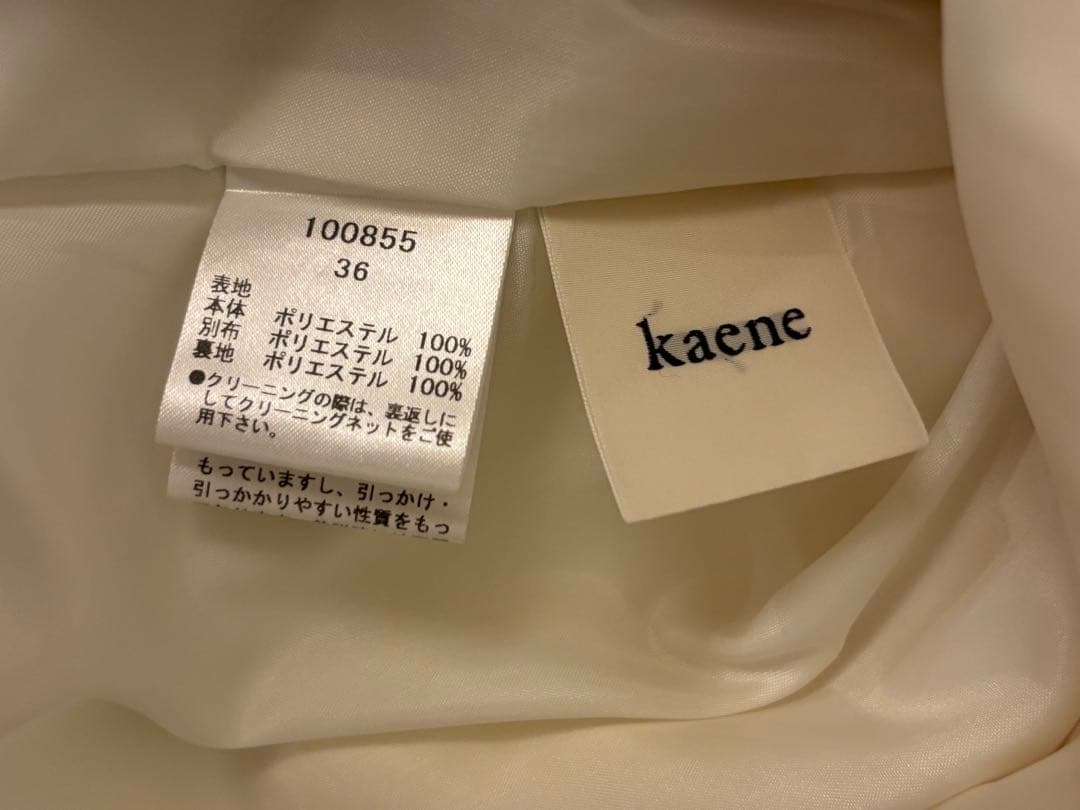 100855
36
表地
本体 ポリエステル 100%
別布 ポリエステル 100%
裏地 ポリエステル 100%
●クリーニングの際は、裏返しに
してクリーニングネットをご使
用下さい。
もっていますし、引っかけ・
引っかかりやすい性質をもっ
kaene